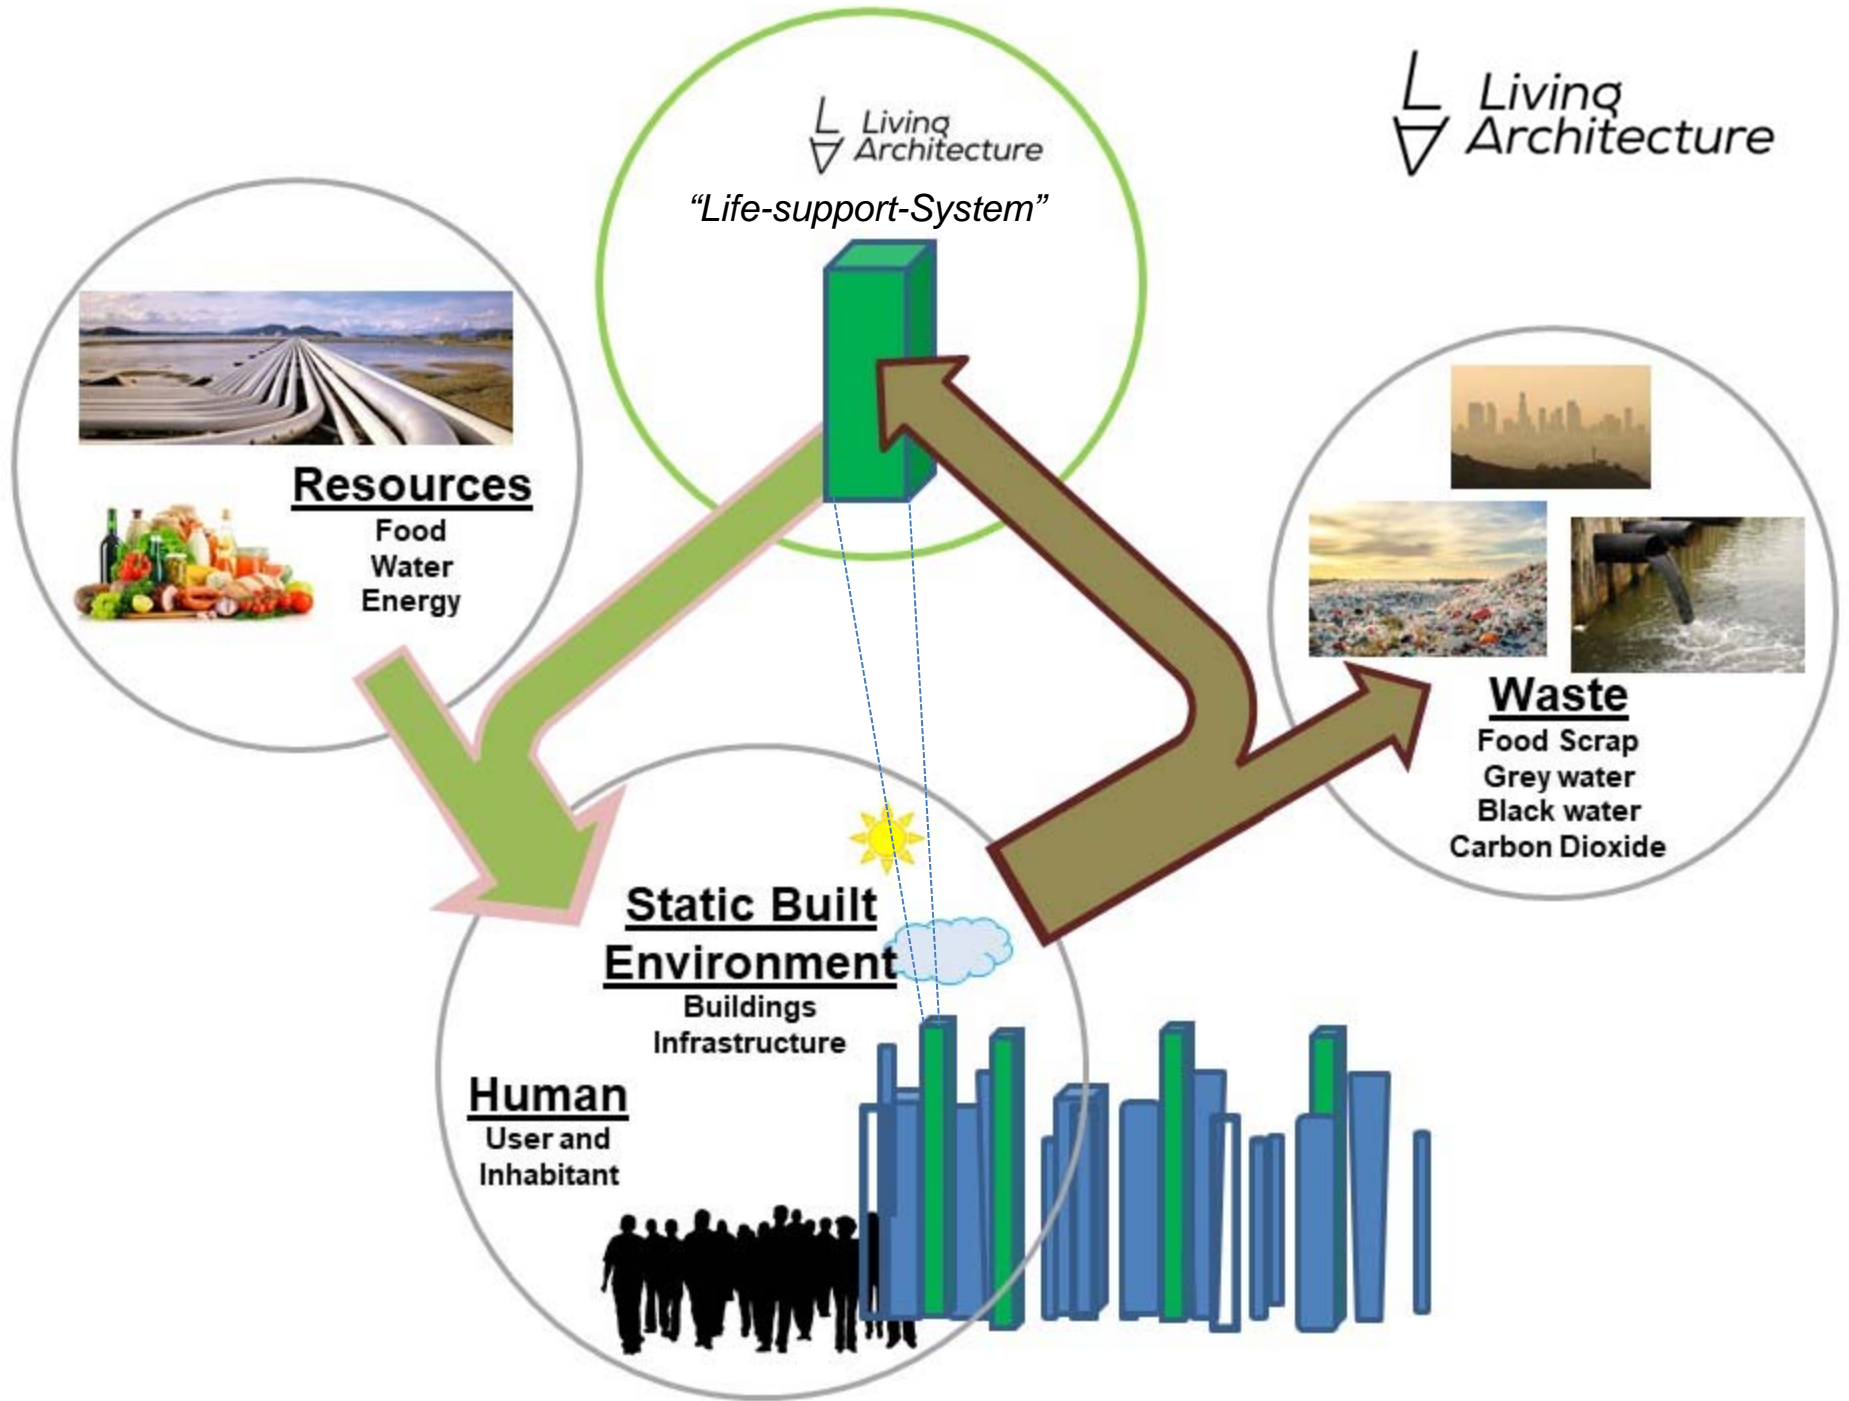 Living
Architecture
Living
Architecture
“Life-support-System”
Resources
Food
Water
Energy
Waste
Food Scrap
Grey water
Black water
Carbon Dioxide
Static Built
Environment
Buildings
Infrastructure
Human
User and
Inhabitant